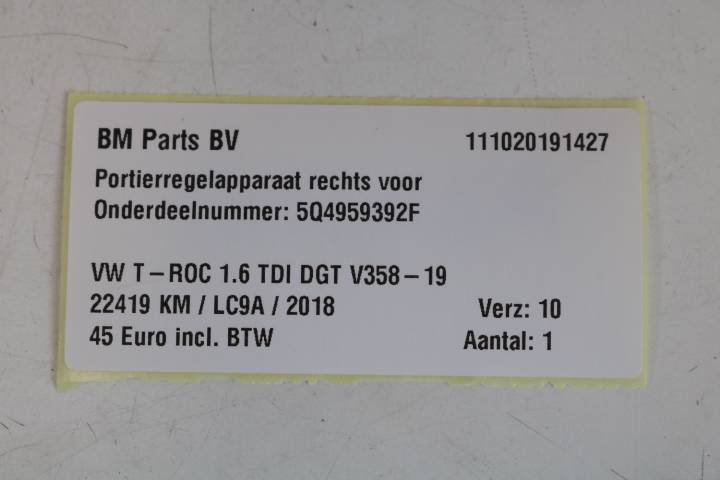 BM Parts BV 111020191427
Portierregelapparaat rechts voor
Onderdeelnummer: 5Q4959392F
VW T-ROC 1.6 TDI DGT V358-19
22419 KM / LC9A / 2018 Verz: 10
45 Euro incl. BTW Aantal: 1